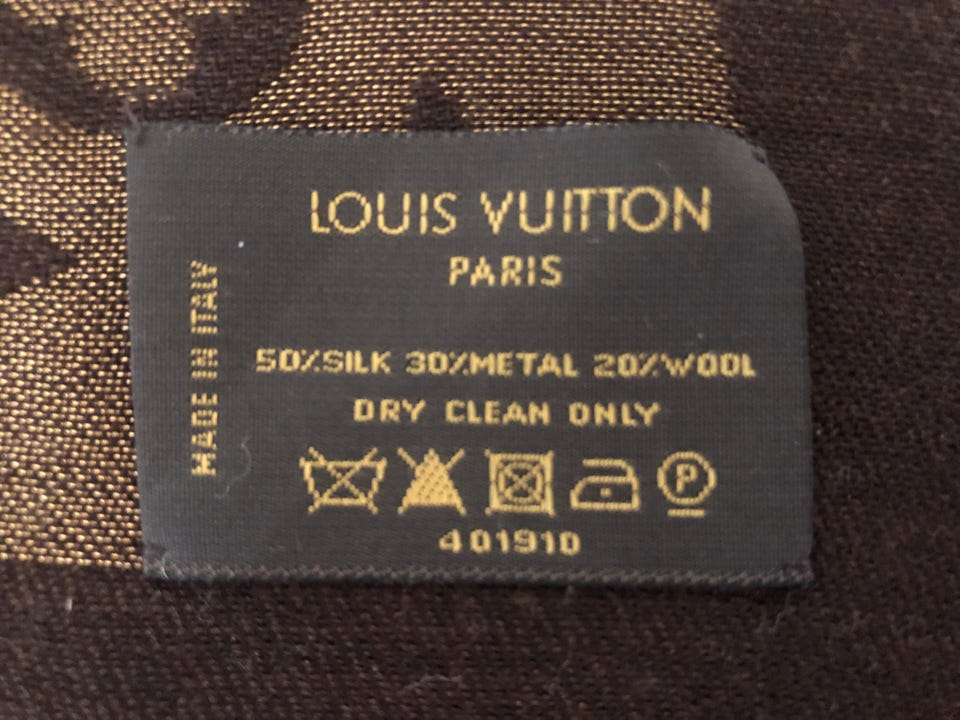 LOUIS VUITTON
PARIS
MADE IN ITALY
50%SILK 30%METAL 20%WOOL
DRY CLEAN ONLY
P
401910